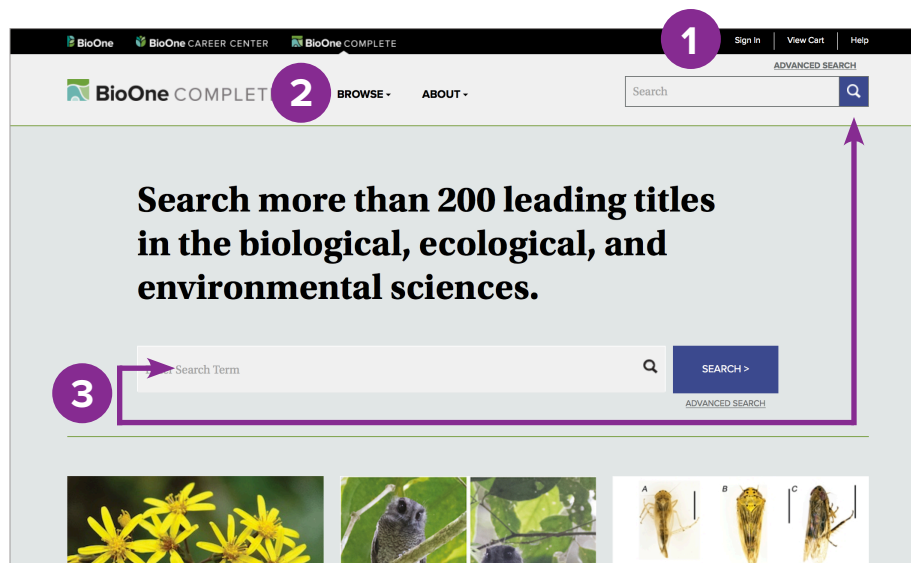 BioOne BioOne CAREER CENTER BioOne COMPLETE 1 Sign In View Cart Help
ADVANCED SEARCH
BioOne COMPLET 2 BROWSE ABOUT Search
Search more than 200 leading titles
in the biological, ecological, and
environmental sciences.
3 Search Term SEARCH >
ADVANCED SEARCH
A B C